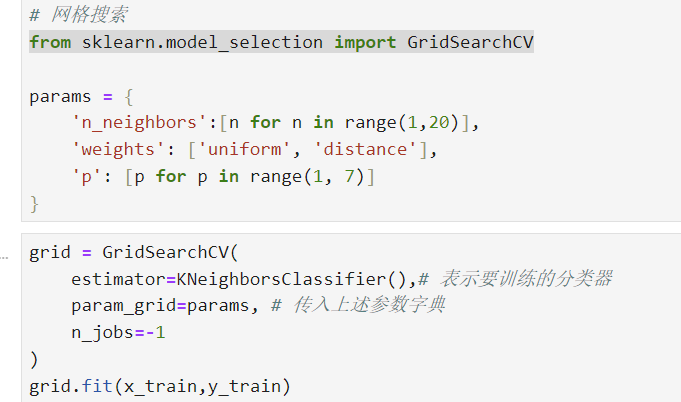 # 网格搜索
from sklearn.model_selection import GridSearchCV
params = {
'n_neighbors':[n for n in range(1,20)],
'weights': ['uniform', 'distance'],
'p': [p for p in range(1, 7)]
}
...
grid = GridSearchCV(
estimator=KNeighborsClassifier(),# 表示要训练的分类器
param_grid=params, # 传入上述参数字典
n_jobs=-1
)
grid.fit(x_train,y_train)